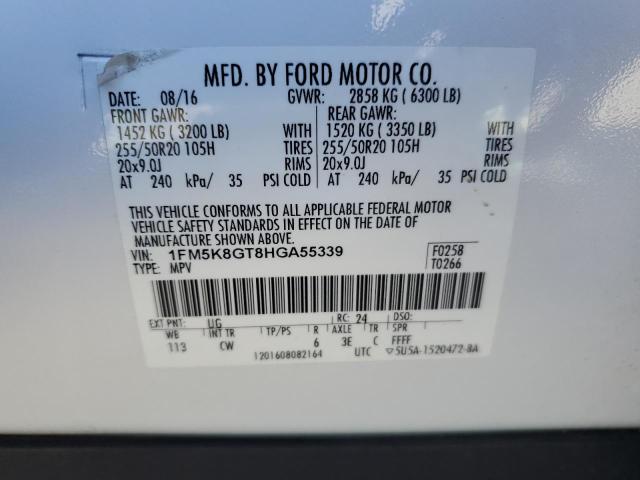 MFD. BY FORD MOTOR CO.
DATE: 08/16 GVWR: 2858 KG ( 6300 LB)
FRONT GAWR: REAR GAWR:
1452 KG ( 3200 LB) WITH 1520 KG ( 3350 LB) WITH
255/50R20 105H TIRES 255/50R20 105H TIRES
20x9.0J RIMS 20x9.0J RIMS
AT 240 kPa/ 35 PSI COLD AT 240 kPa/ 35 PSI COLD
THIS VEHICLE CONFORMS TO ALL APPLICABLE FEDERAL MOTOR
VEHICLE SAFETY STANDARDS IN EFFECT ON THE DATE OF
MANUFACTURE SHOWN ABOVE.
VIN: 1FM5K8GT8HGA55339 F0258
TYPE: MPV T0266
EXT PNT: UG RC: 24 DSO:
WB INT TR TP/PS R AXLE TR SPR
113 CW 6 3E C FFFF
1201608082164 UTC ▽5U5A-1520472-BA